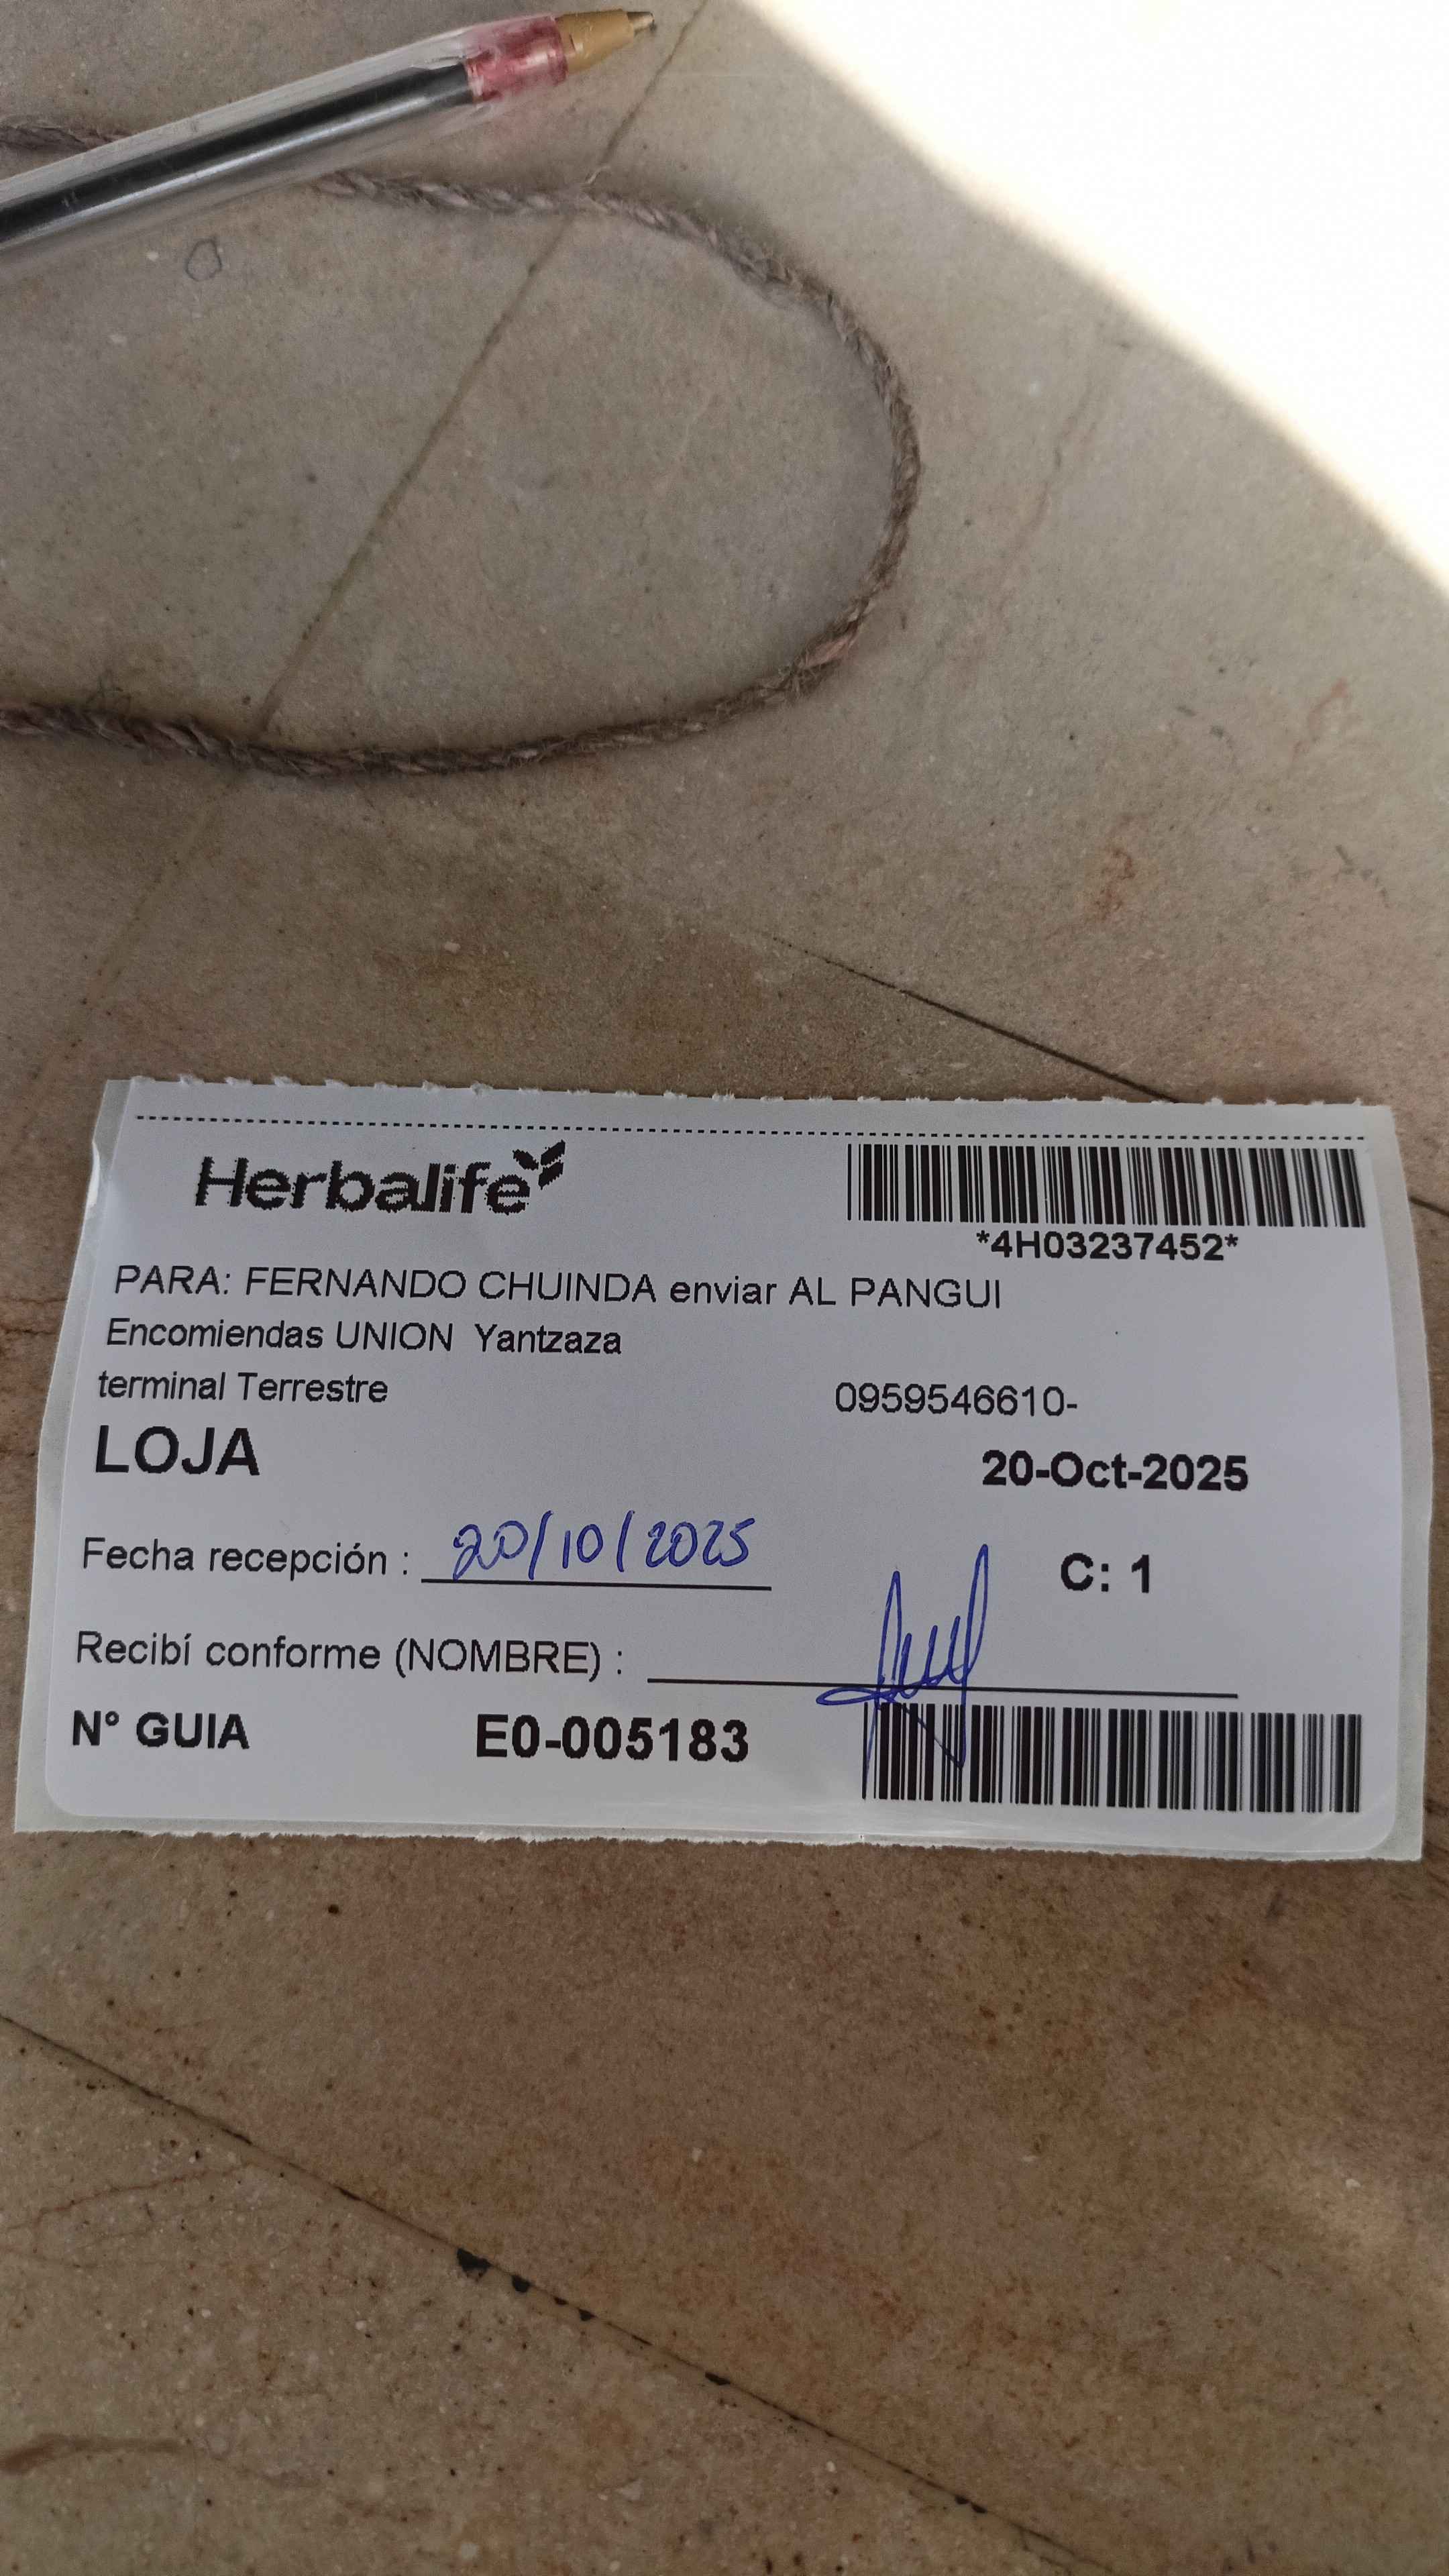 Herbalife
*4H03237452*
PARA: FERNANDO CHUINDA enviar AL PANGUI
Encomiendas UNION Yantzaza
terminal Terrestre 0959546610-
LOJA 20-Oct-2025
Fecha recepción : 20/10/2025 C: 1
Recibí conforme (NOMBRE) :
N° GUIA E0-005183